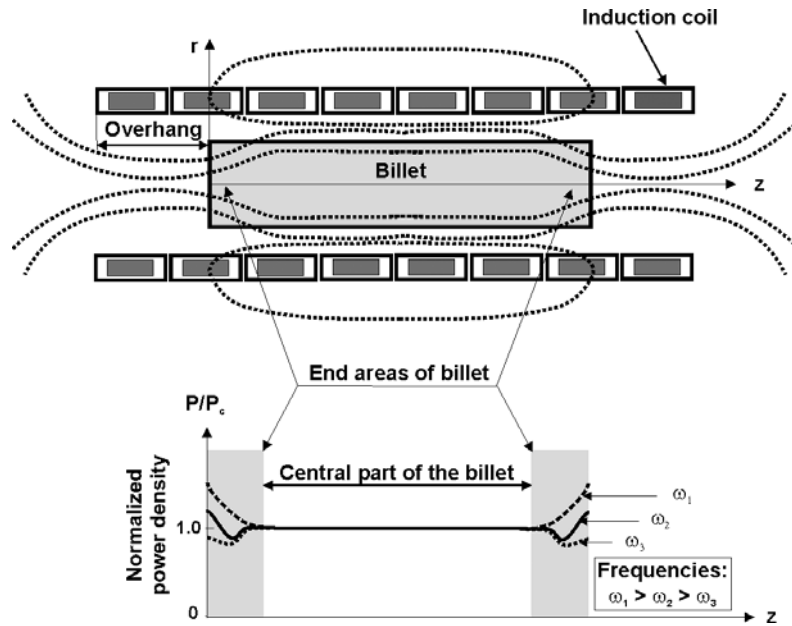 Induction coil
r
Overhang
Billet
z
End areas of billet
P/Pc
Central part of the billet
Normalized
power density
1.0
ω1
ω2
ω3
Frequencies:
ω1 > ω2 > ω3
0
z